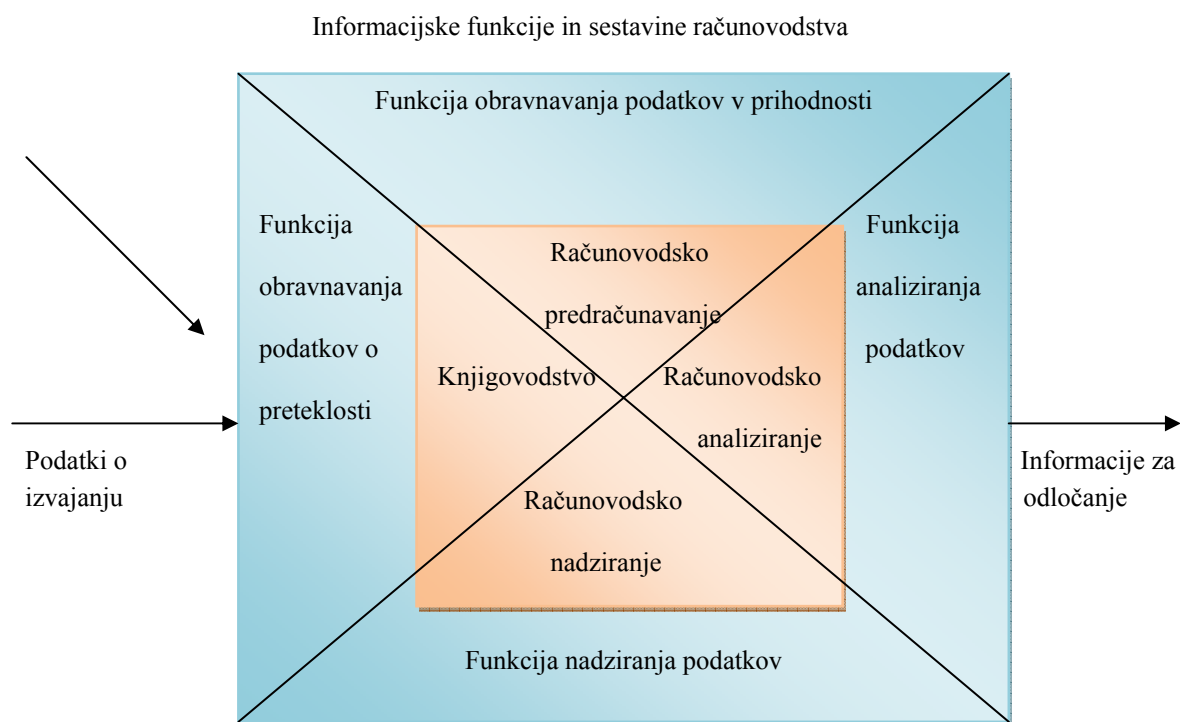 Informacijske funkcije in sestavine računovodstva
Funkcija obravnavanja podatkov v prihodnosti
Funkcija
obravnavanja
podatkov o
preteklosti
Računovodsko
predračunavanje
Funkcija
analiziranja
podatkov
Knjigovodstvo
Računovodsko
analiziranje
Podatki o
izvajanju
Informacije za
odločanje
Računovodsko
nadziranje
Funkcija nadziranja podatkov